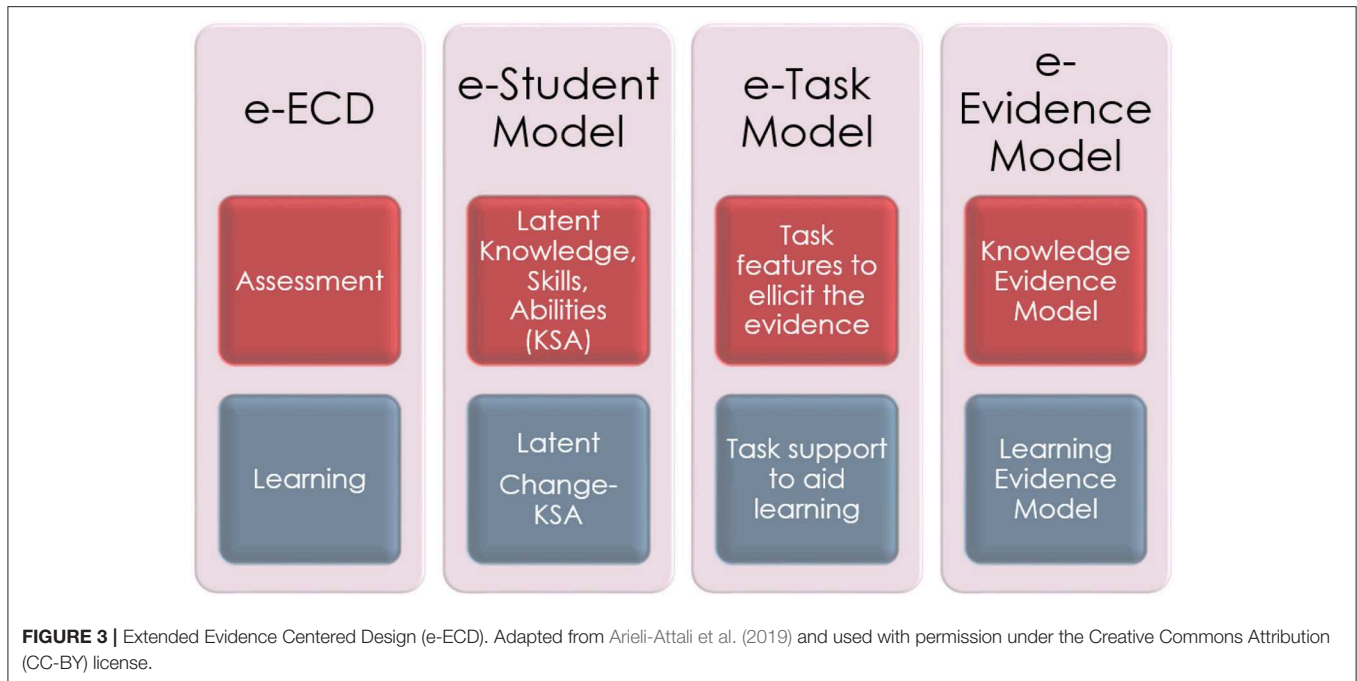 e-ECD
Assessment
Learning
e-Student
Model
Latent
Knowledge,
Skills,
Abilities
(KSA)
Latent
Change-
KSA
e-Task
Model
Task
features to
ellicit the
evidence
Task support
to aid
learning
e-
Evidence
Model
Knowledge
Evidence
Model
Learning
Evidence
Model
FIGURE 3 | Extended Evidence Centered Design (e-ECD). Adapted from Arieli-Attali et al. (2019) and used with permission under the Creative Commons Attribution
(CC-BY) license.